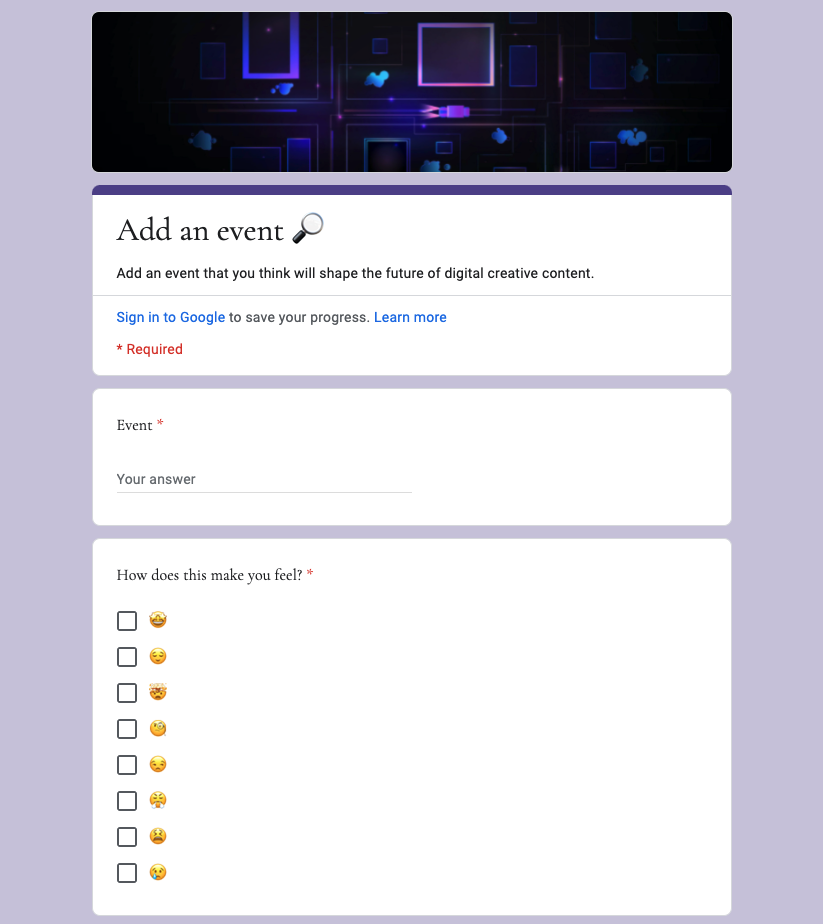 Add an event 🔎
Add an event that you think will shape the future of digital creative content.
Sign in to Google to save your progress. Learn more
* Required
Event *
Your answer
How does this make you feel? *
🤩
😌
🤯
🧐
😒
😤
😫
😢